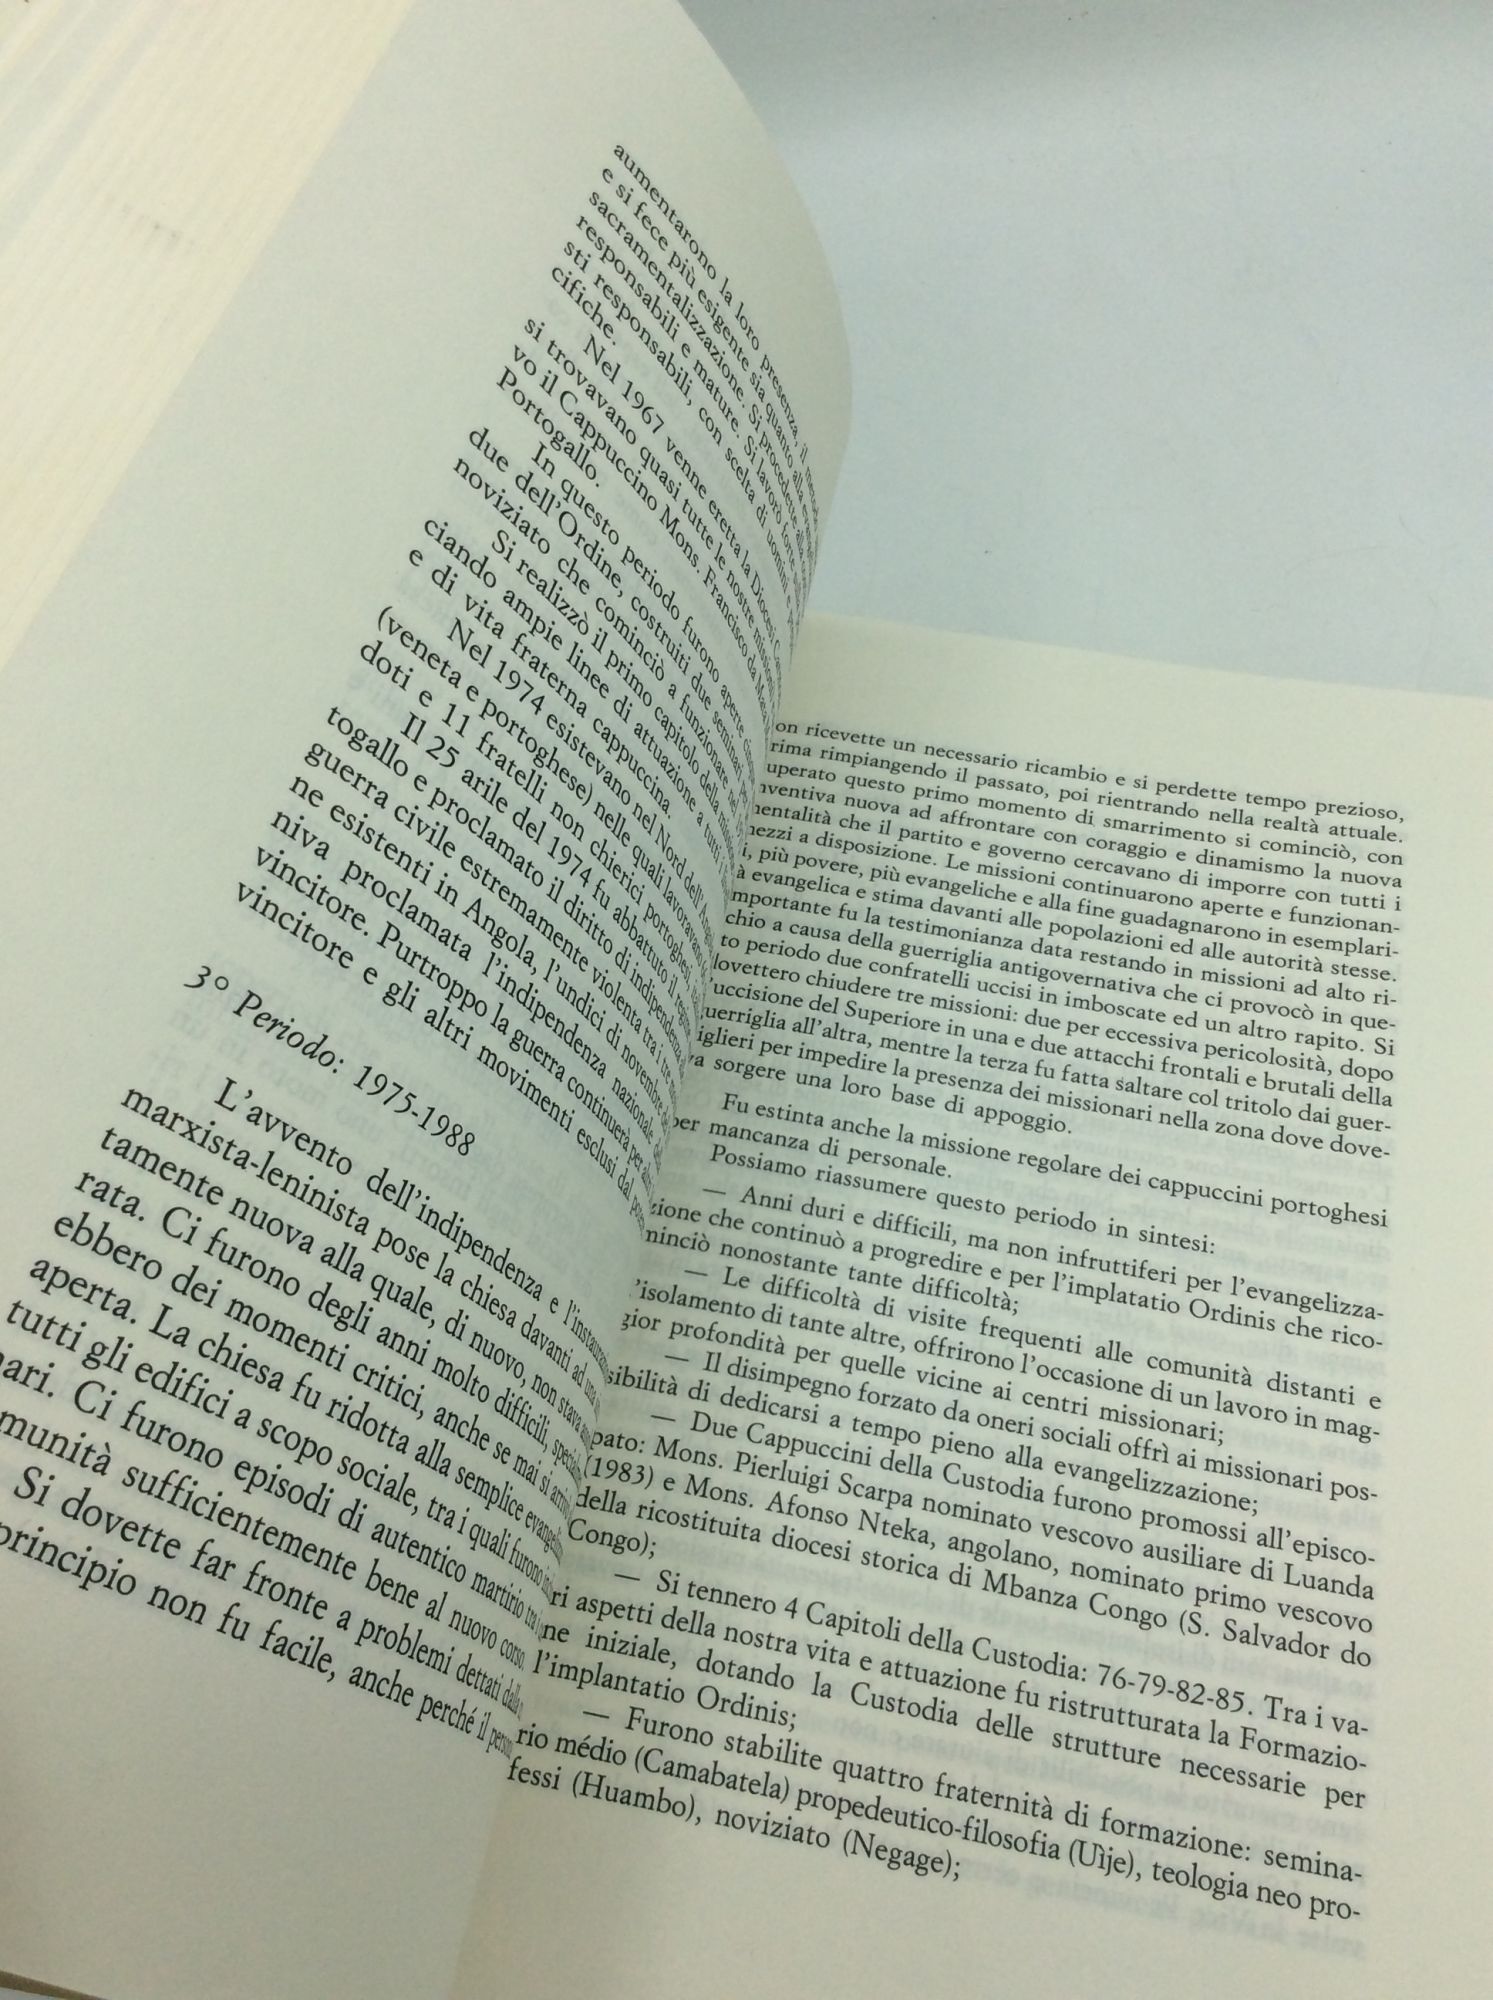 aumentarono la loro presenza, il
e si fece più esigente sia quanto alla
sacramentalizzazione. Si procedette alla
responsabili e mature. Si lavorò forte
sti responsabili, con scelta di uomini e
cifiche.
Nel 1967 venne eretta la Diocesi
si trovavano quasi tutte le nostre missioni
vo il Cappuccino Mons. Francisco da Mata
Portogallo.
In questo periodo furono aperte
due dell'Ordine, costruiti due seminari
noviziato che cominciò a funzionare nel
Si realizzò il primo capitolo della
ciando ampie linee di attuazione a tutti i
e di vita fraterna cappuccina.
Nel 1974 esistevano nel Nord dell'Angola
(veneta e portoghese) nelle quali lavoravano
doti e 11 fratelli non chierici portoghesi,
Il 25 arile del 1974 fu abbattuto il
togallo e proclamato il diritto di indipendenza
guerra civile estremamente violenta tra i tre
ne esistenti in Angola, l'undici di novembre
niva proclamata l'indipendenza nazionale
vincitore. Purtroppo la guerra continuerà per
vincitore e gli altri movimenti esclusi dal
3° Periodo: 1975-1988
L'avvento dell'indipendenza e
marxista-leninista pose la chiesa davanti ad una
tamente nuova alla quale, di nuovo, non stava
rata. Ci furono degli anni molto difficili,
ebbero dei momenti critici, anche se mai si
aperta. La chiesa fu ridotta alla semplice
tutti gli edifici a scopo sociale, tra i quali furono
nari. Ci furono episodi di autentico martirio tra
munità sufficientemente bene al nuovo corso.
Si dovette far fronte a problemi dettati dalla
principio non fu facile, anche perché il
on ricevette un necessario ricambio e si perdette tempo prezioso,
rima rimpiangendo il passato, poi rientrando nella realtà attuale.
uperato questo primo momento di smarrimento si cominciò, con
nventiva nuova ad affrontare con coraggio e dinamismo la nuova
mentalità che il partito e governo cercavano di imporre con tutti i
mezzi a disposizione. Le missioni continuarono aperte e funzionan-
i, più povere, più evangeliche e alla fine guadagnarono in esemplari-
à evangelica e stima davanti alle popolazioni ed alle autorità stesse.
mportante fu la testimonianza data restando in missioni ad alto ri-
chio a causa della guerriglia antigovernativa che ci provocò in que-
to periodo due confratelli uccisi in imboscate ed un altro rapito. Si
lovettero chiudere tre missioni: due per eccessiva pericolosità, dopo
'uccisione del Superiore in una e due attacchi frontali e brutali della
uerriglia all'altra, mentre la terza fu fatta saltare col tritolo dai guer-
iglieri per impedire la presenza dei missionari nella zona dove dove-
va sorgere una loro base di appoggio.
Fu estinta anche la missione regolare dei cappuccini portoghesi
per mancanza di personale.
Possiamo riassumere questo periodo in sintesi:
— Anni duri e difficili, ma non infruttiferi per l'evangelizza-
zione che continuò a progredire e per l'implatatio Ordinis che rico-
ninciò nonostante tante difficoltà;
— Le difficoltà di visite frequenti alle comunità distanti e
'isolamento di tante altre, offrirono l'occasione di un lavoro in mag-
gior profondità per quelle vicine ai centri missionari;
— Il disimpegno forzato da oneri sociali offrì ai missionari pos-
sibilità di dedicarsi a tempo pieno alla evangelizzazione;
— Due Cappuccini della Custodia furono promossi all'episco-
pato: Mons. Pierluigi Scarpa nominato vescovo ausiliare di Luanda
(1983) e Mons. Afonso Nteka, angolano, nominato primo vescovo
della ricostituita diocesi storica di Mbanza Congo (S. Salvador do
Congo);
— Si tennero 4 Capitoli della Custodia: 76-79-82-85. Tra i va-
ri aspetti della nostra vita e attuazione fu ristrutturata la Formazio-
ne iniziale, dotando la Custodia delle strutture necessarie per
l'implantatio Ordinis;
— Furono stabilite quattro fraternità di formazione: semina-
rio médio (Camabatela) propedeutico-filosofia (Uìje), teologia neo pro-
fessi (Huambo), noviziato (Negage);